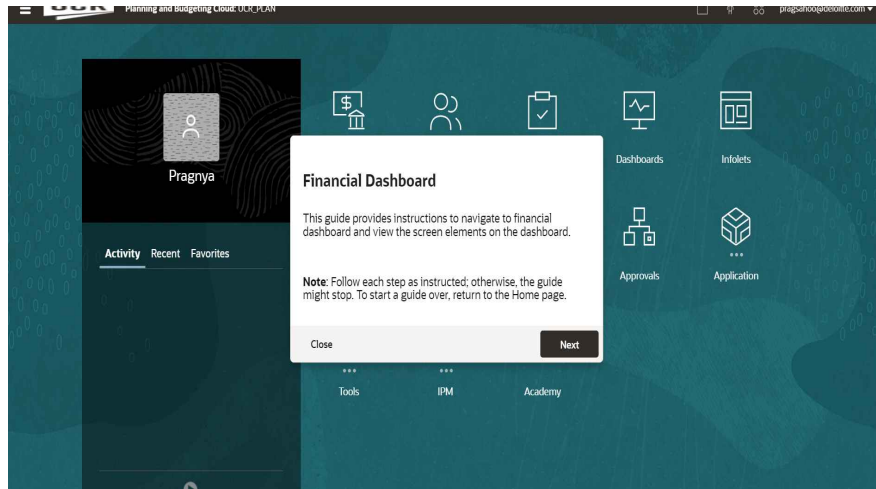 Planning and Budgeting Cloud: UCR_PLAN
pragsahoo@deloitte.com
Pragnya
Activity Recent Favorites
Dashboards
Infolets
Financial Dashboard
This guide provides instructions to navigate to financial
dashboard and view the screen elements on the dashboard.
Note: Follow each step as instructed; otherwise, the guide
might stop. To start a guide over, return to the Home page.
Close
Next
Approvals
Application
Tools
IPM
Academy